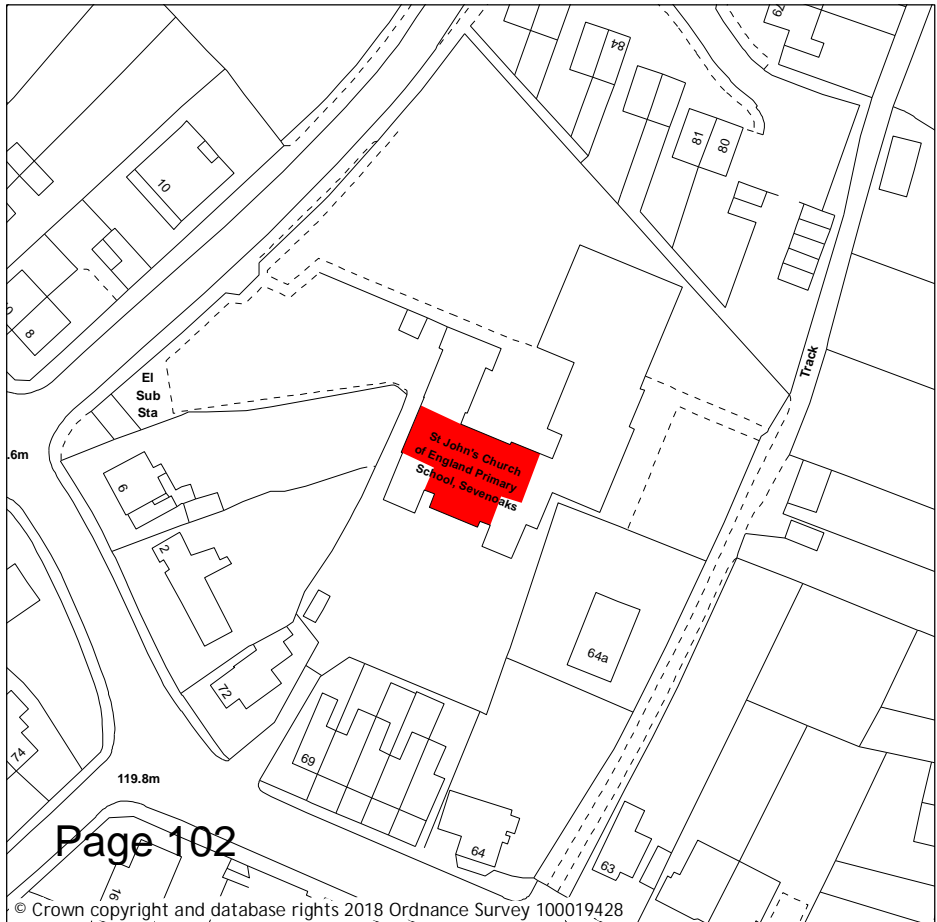 79
84
81
80
10
8
El
Sub
Sta
Track
.6m
St John's Church
of England Primary
School, Sevenoaks
6
2
64a
72
69
74
119.8m
Page 102
64
63
16
© Crown copyright and database rights 2018 Ordnance Survey 100019428